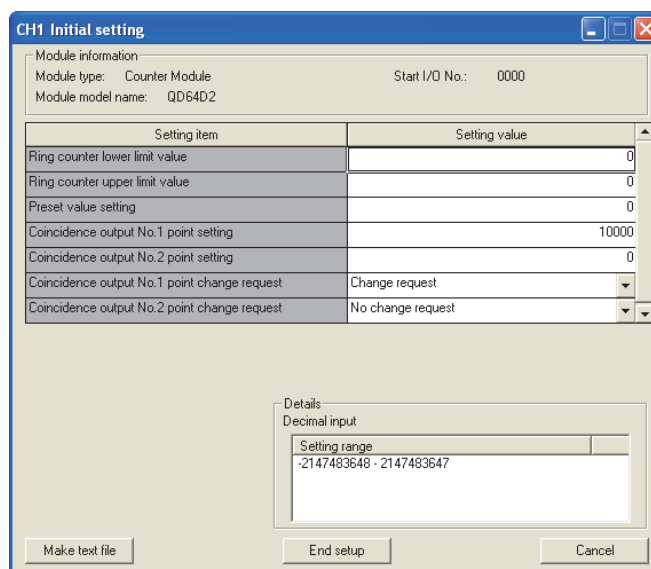 CH1 Initial setting
Module information
Module type: Counter Module Start I/O No.: 0000
Module model name: QD64D2
Setting item Setting value
Ring counter lower limit value 0
Ring counter upper limit value 0
Preset value setting 0
Coincidence output No.1 point setting 10000
Coincidence output No.2 point setting 0
Coincidence output No.1 point change request Change request
Coincidence output No.2 point change request No change request
Details
Decimal input
Setting range
-2147483648 - 2147483647
Make text file End setup Cancel